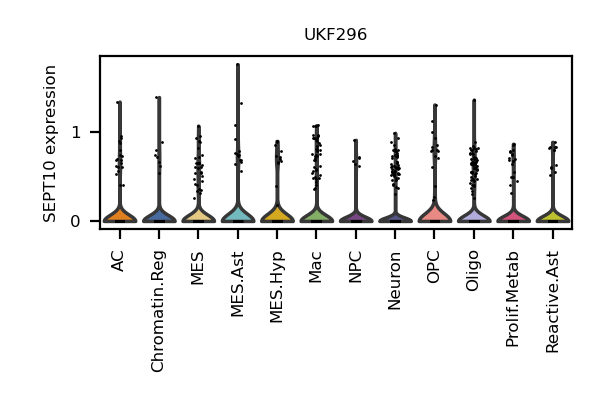 UKF296
SEPT10 expression
1
0
AC
Chromatin.Reg
MES
MES.Ast
MES.Hyp
Mac
NPC
Neuron
OPC
Oligo
Prolif.Metab
Reactive.Ast